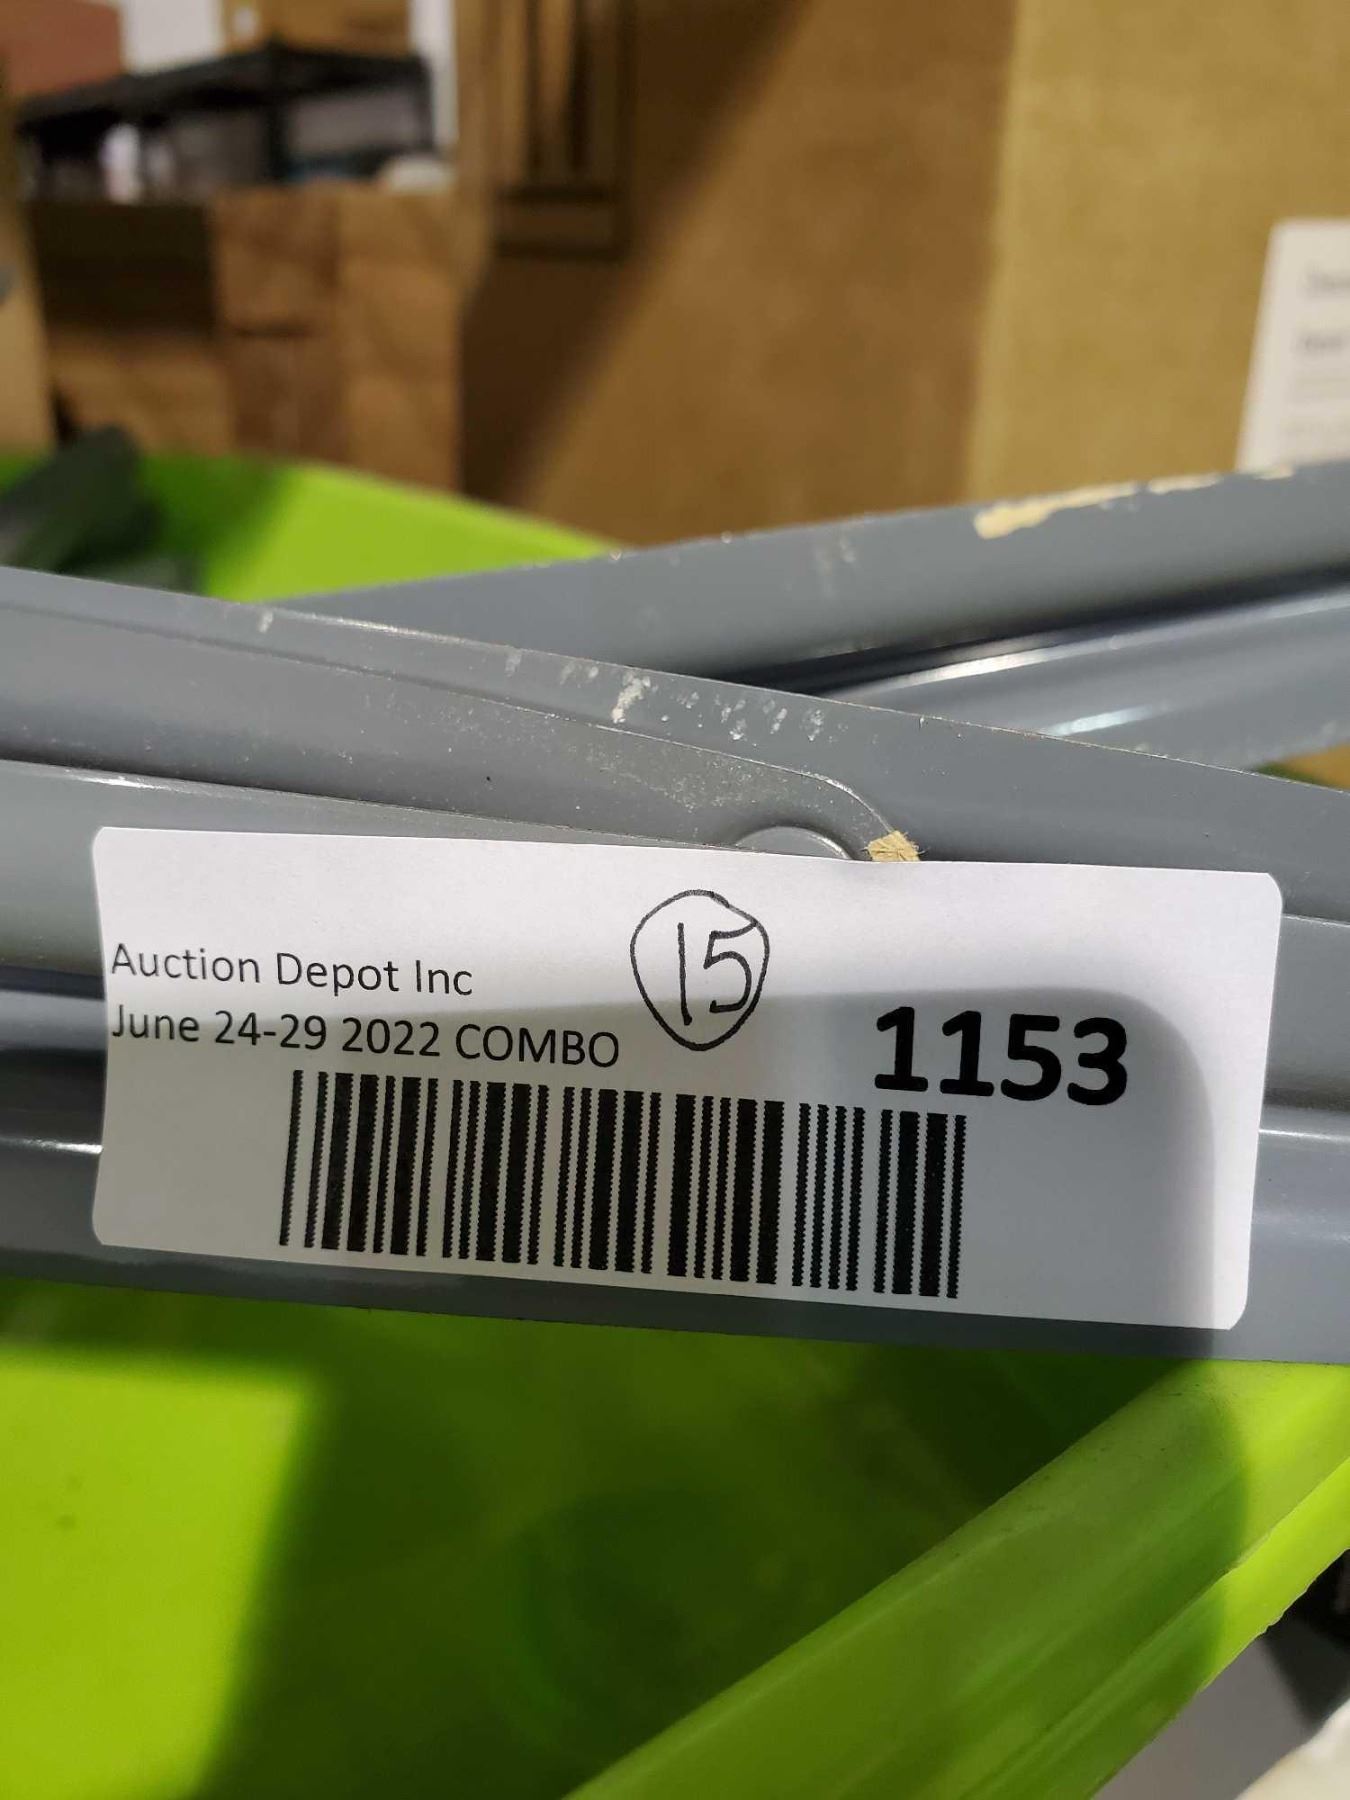 15
Auction Depot Inc
June 24-29 2022 COMBO
1153